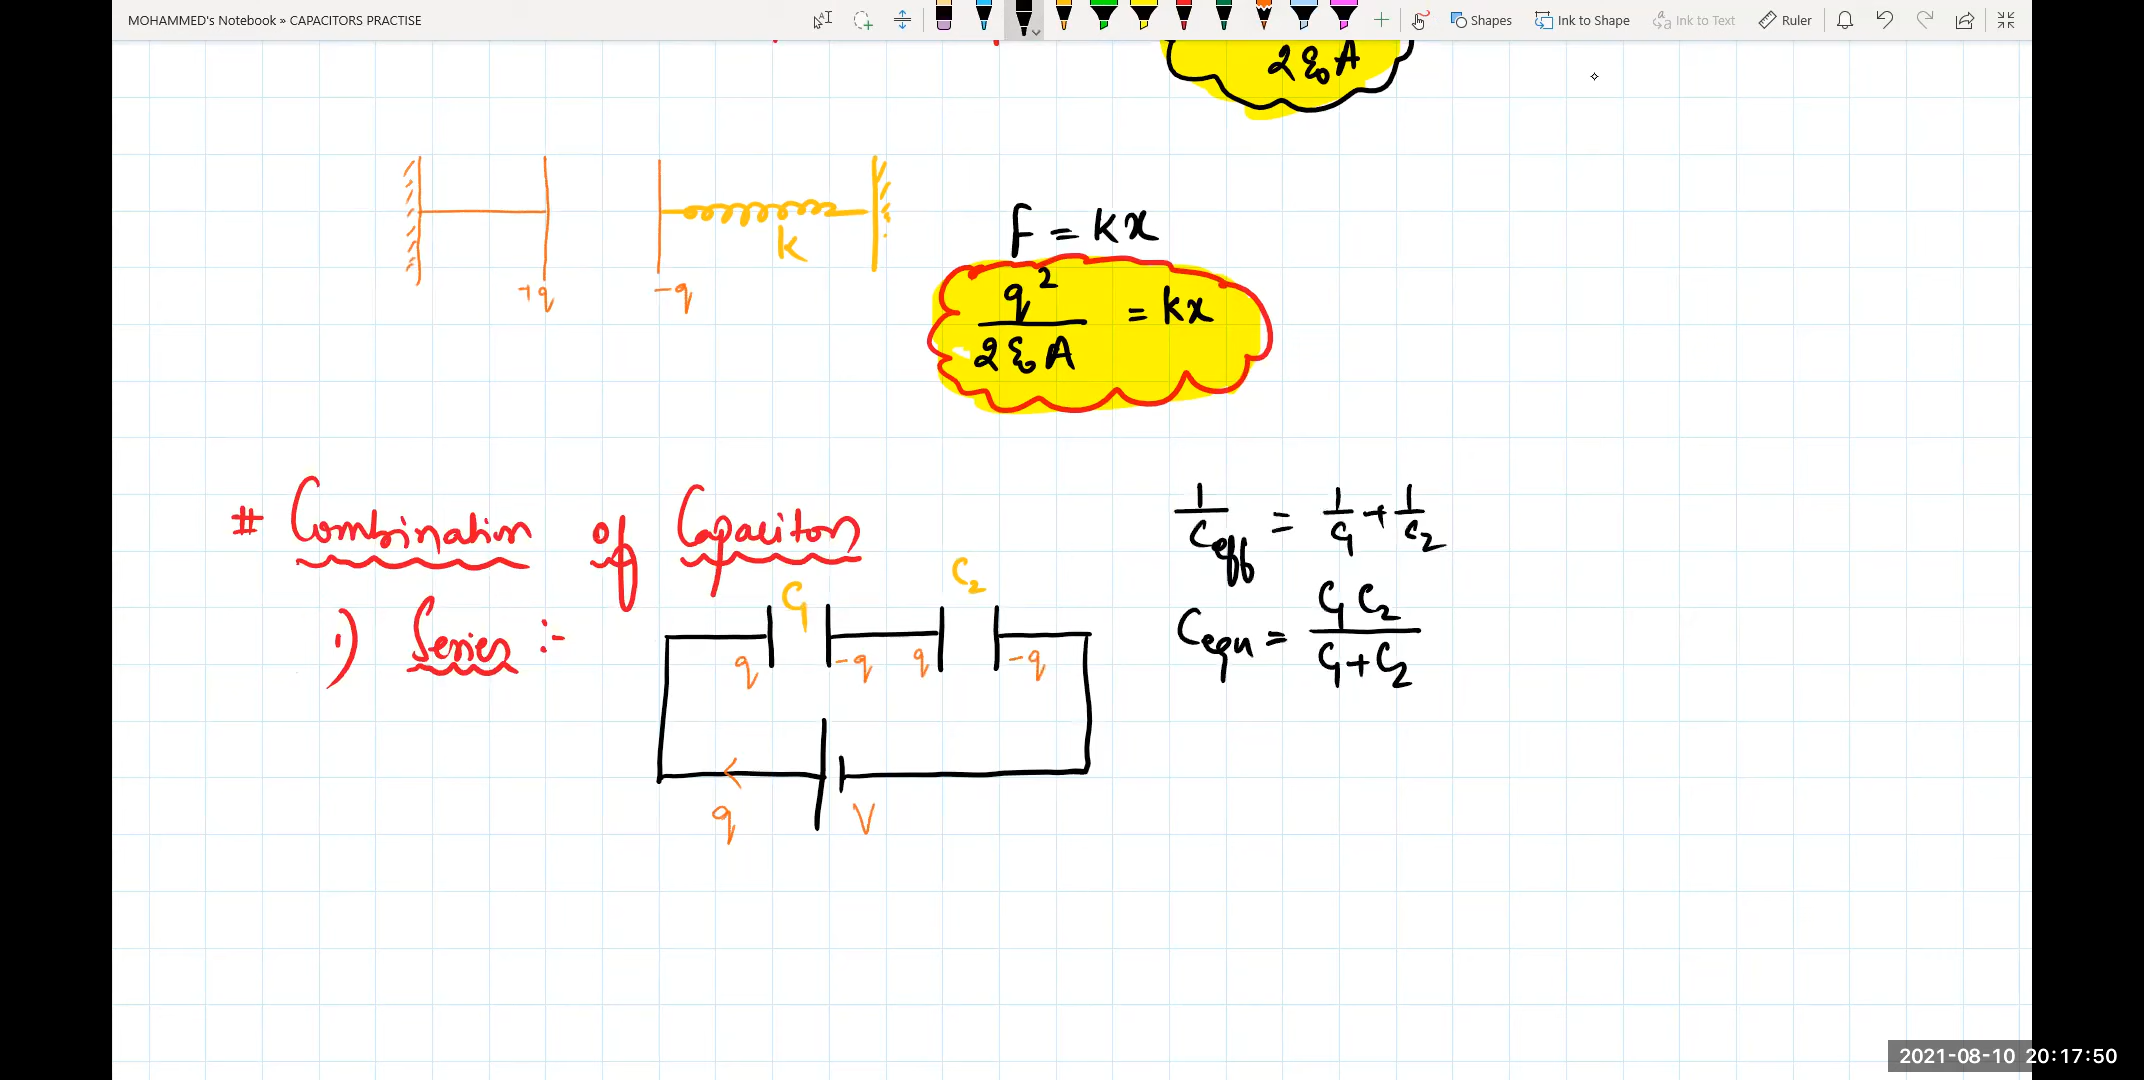 MOHAMMED's Notebook » CAPACITORS PRACTISE
Shapes
Ink to Shape
Ink to Text
Ruler
2ε₀A
k
+q -q
F = kx
q²/2ε₀A = kx
# Combination of Capacitors
1/Ceff = 1/C₁ + 1/C₂
C₁ C₂
1) Series :-
Ceqn = C₁C₂/C₁+C₂
q -q q -q
q V
2021-08-10 20:17:50